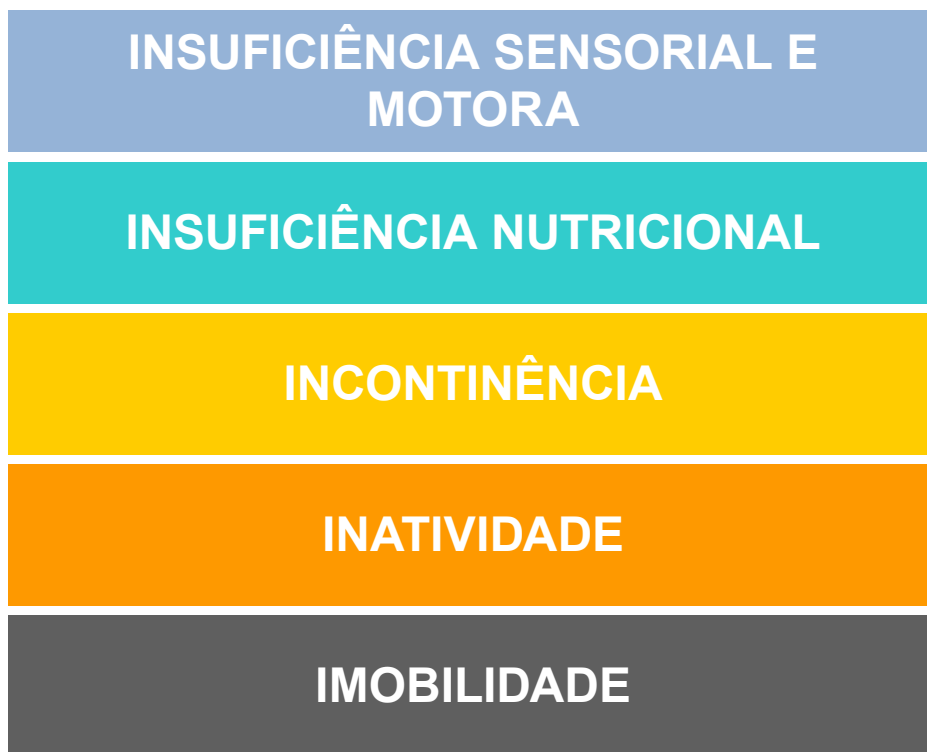 INSUFICIÊNCIA SENSORIAL E
MOTORA
INSUFICIÊNCIA NUTRICIONAL
INCONTINÊNCIA
INATIVIDADE
IMOBILIDADE